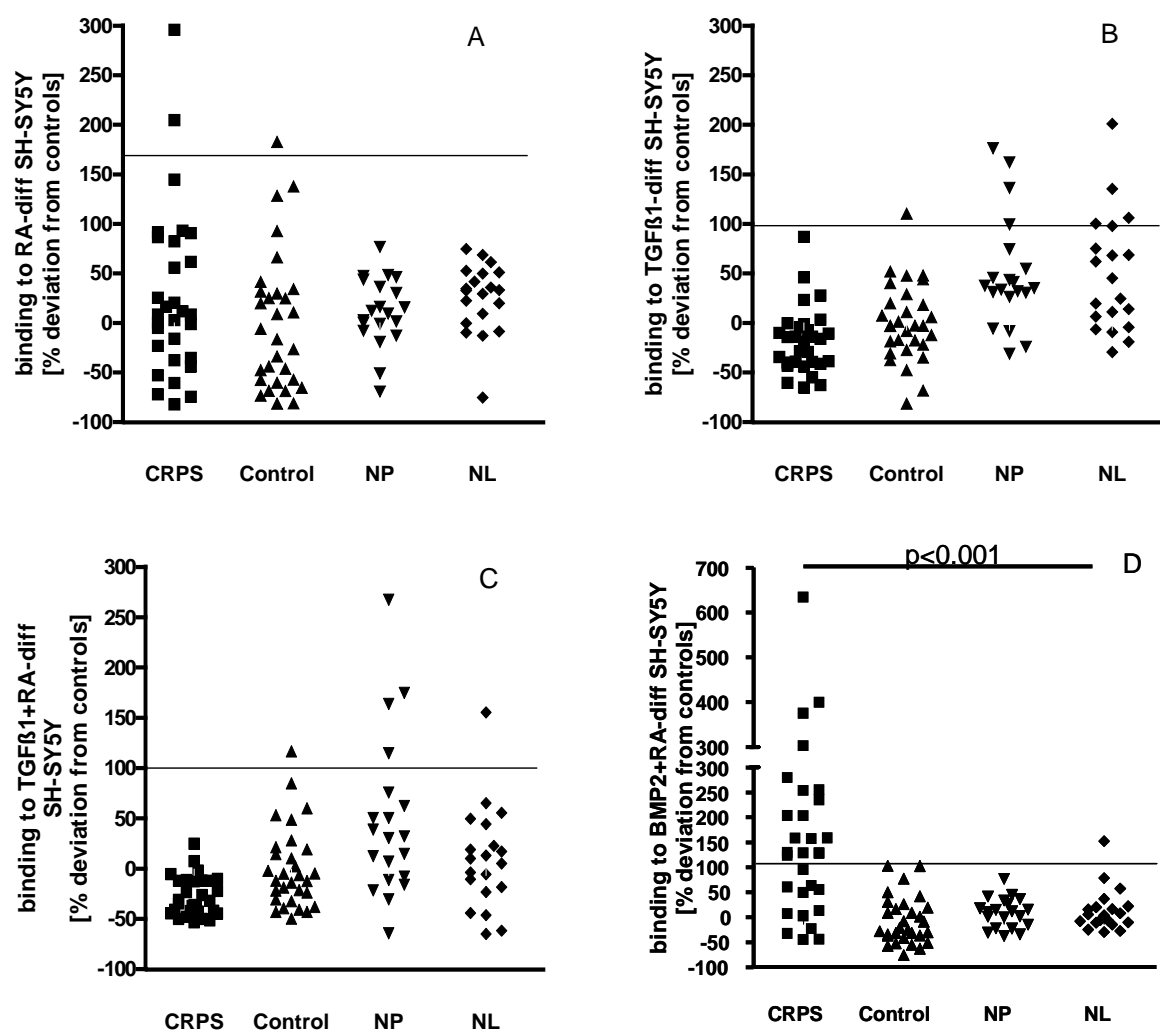 A
binding to RA-diff SH-SY5Y
[% deviation from controls]
300
250
200
150
100
50
0
-50
-100
CRPS Control NP NL
B
binding to TGFß1-diff SH-SY5Y
[% deviation from controls]
300
250
200
150
100
50
0
-50
-100
CRPS Control NP NL
C
binding to TGFß1+RA-diff
SH-SY5Y
[% deviation from controls]
300
200
150
100
50
0
-50
-100
CRPS Control NP NL
D
p<0.001
binding to BMP2+RA-diff SH-SY5Y
[% deviation from controls]
700
600
500
400
300
300
250
200
150
100
50
0
-50
-100
CRPS Control NP NL